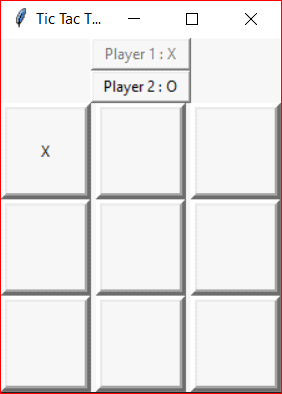 Tic Tac T...
Player 1 : X
Player 2 : O
X